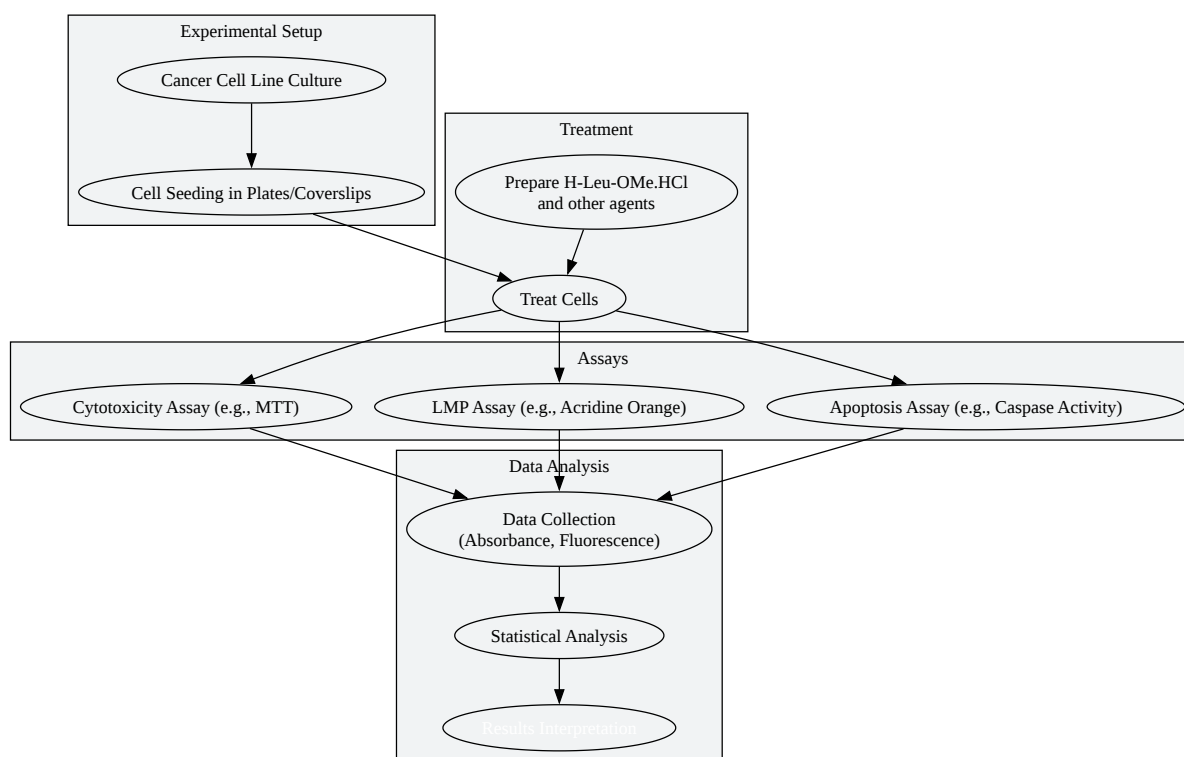 Experimental Setup
Cancer Cell Line Culture
Cell Seeding in Plates/Coverslips
Treatment
Prepare H-Leu-OMe.HCl
and other agents
Treat Cells
Assays
Cytotoxicity Assay (e.g., MTT)
LMP Assay (e.g., Acridine Orange)
Apoptosis Assay (e.g., Caspase Activity)
Data Analysis
Data Collection
(Absorbance, Fluorescence)
Statistical Analysis
Results Interpretation